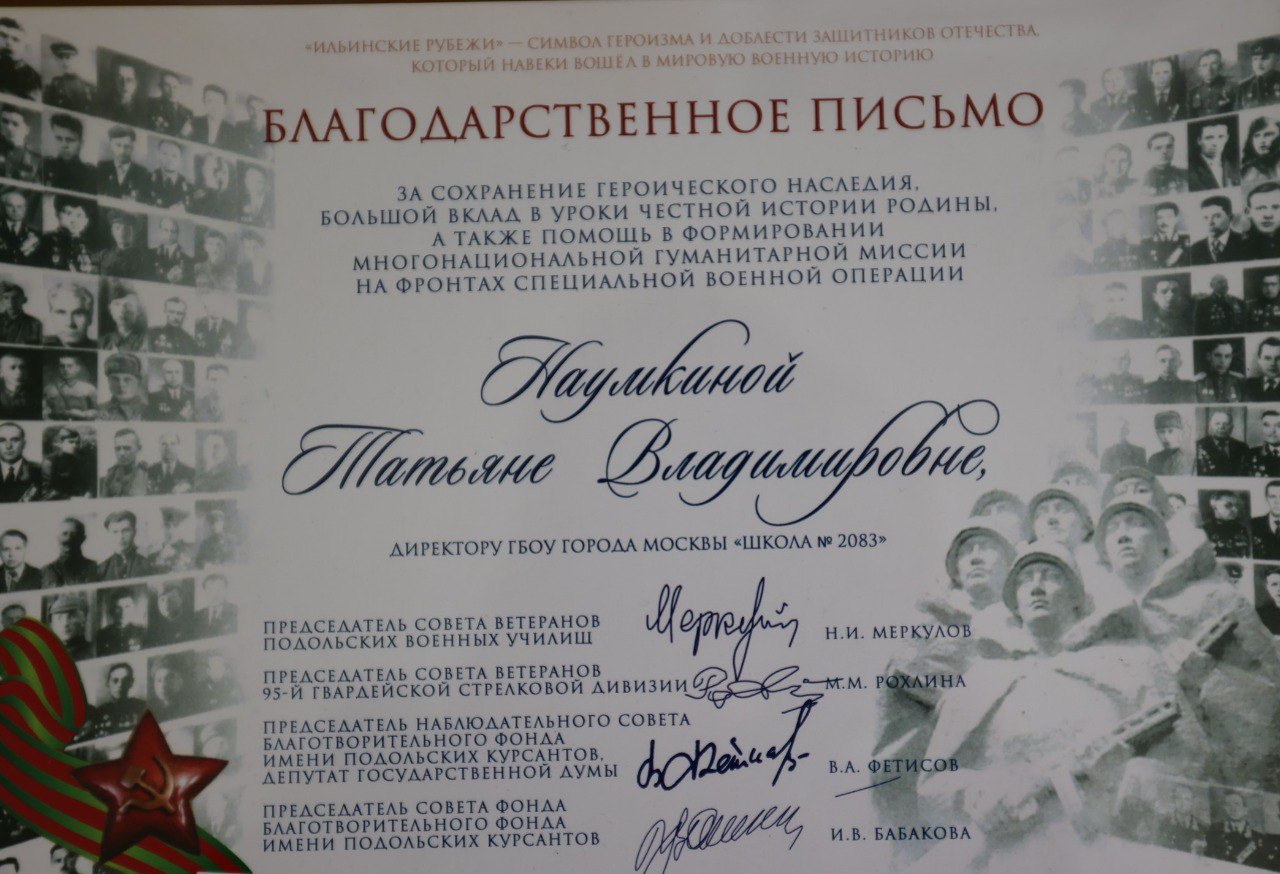 «ИЛЬИНСКИЕ РУБЕЖИ» — СИМВОЛ ГЕРОИЗМА И ДОБЛЕСТИ ЗАЩИТНИКОВ ОТЕЧЕСТВА,
КОТОРЫЙ НАВЕКИ ВОШЁЛ В МИРОВУЮ ВОЕННУЮ ИСТОРИЮ
БЛАГОДАРСТВЕННОЕ ПИСЬМО
ЗА СОХРАНЕНИЕ ГЕРОИЧЕСКОГО НАСЛЕДИЯ,
БОЛЬШОЙ ВКЛАД В УРОКИ ЧЕСТНОЙ ИСТОРИИ РОДИНЫ,
А ТАКЖЕ ПОМОЩЬ В ФОРМИРОВАНИИ
МНОГОНАЦИОНАЛЬНОЙ ГУМАНИТАРНОЙ МИССИИ
НА ФРОНТАХ СПЕЦИАЛЬНОЙ ВОЕННОЙ ОПЕРАЦИИ
Наумкиной
Татьяне Владимировне,
ДИРЕКТОРУ ГБОУ ГОРОДА МОСКВЫ «ШКОЛА № 2083»
ПРЕДСЕДАТЕЛЬ СОВЕТА ВЕТЕРАНОВ
ПОДОЛЬСКИХ ВОЕННЫХ УЧИЛИЩ
Н.И. МЕРКУЛОВ
ПРЕДСЕДАТЕЛЬ СОВЕТА ВЕТЕРАНОВ
95-Й ГВАРДЕЙСКОЙ СТРЕЛКОВОЙ ДИВИЗИИ
М.М. РОХЛИНА
ПРЕДСЕДАТЕЛЬ НАБЛЮДАТЕЛЬНОГО СОВЕТА
БЛАГОТВОРИТЕЛЬНОГО ФОНДА
ИМЕНИ ПОДОЛЬСКИХ КУРСАНТОВ,
ДЕПУТАТ ГОСУДАРСТВЕННОЙ ДУМЫ
В.А. ФЕТИСОВ
ПРЕДСЕДАТЕЛЬ СОВЕТА ФОНДА
БЛАГОТВОРИТЕЛЬНОГО ФОНДА
ИМЕНИ ПОДОЛЬСКИХ КУРСАНТОВ
И.В. БАБАКОВА